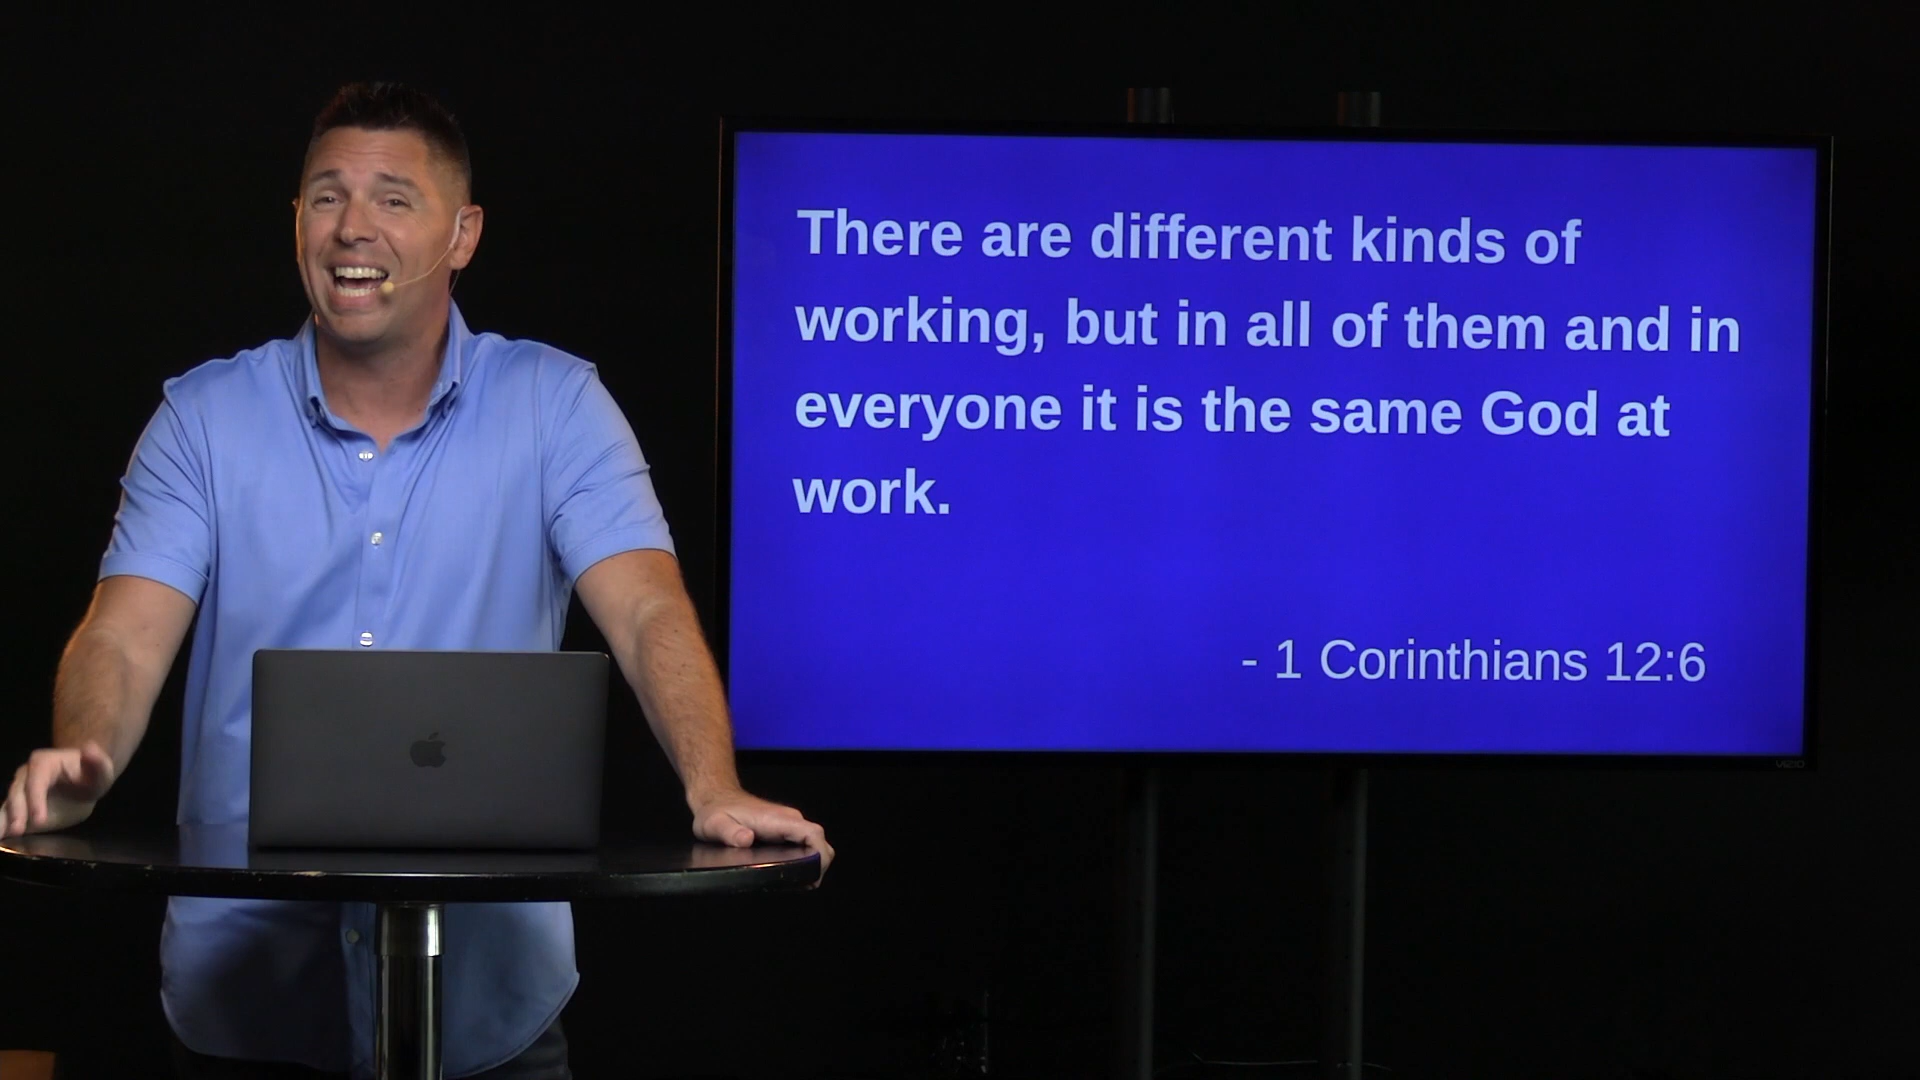 There are different kinds of
working, but in all of them and in
everyone it is the same God at
work.
- 1 Corinthians 12:6
VIZIO